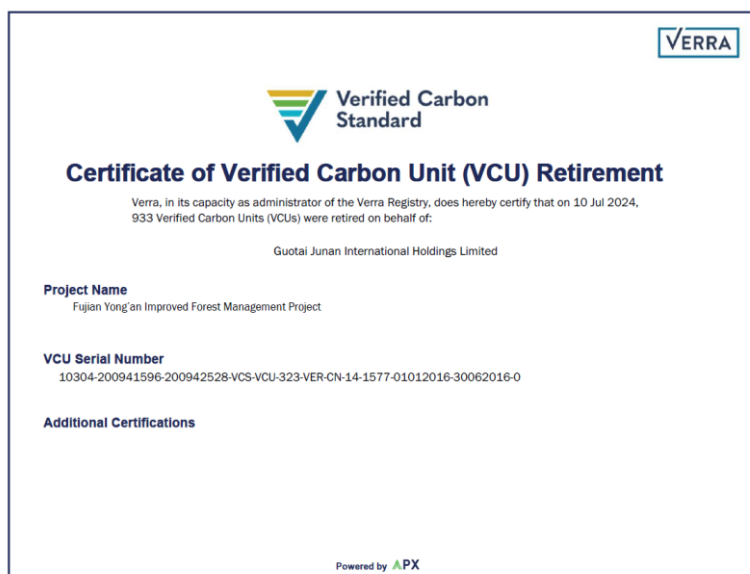 VERRA
Verified Carbon
Standard
Certificate of Verified Carbon Unit (VCU) Retirement
Verra, in its capacity as administrator of the Verra Registry, does hereby certify that on 10 Jul 2024,
933 Verified Carbon Units (VCUs) were retired on behalf of:
Guotai Junan International Holdings Limited
Project Name
Fujian Yong’an Improved Forest Management Project
VCU Serial Number
10304-200941596-200942528-VCS-VCU-323-VER-CN-14-1577-01012016-30062016-0
Additional Certifications
Powered by APX